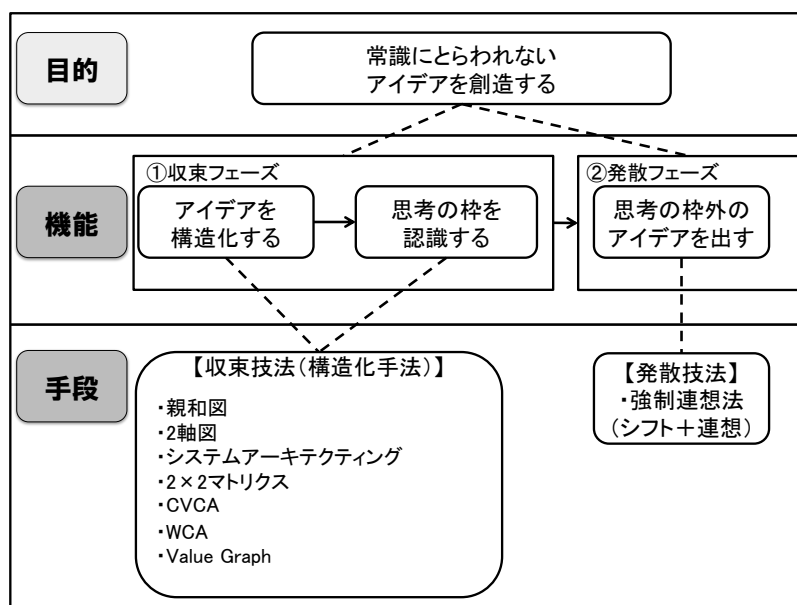 目的
常識にとらわれない
アイデアを創造する
機能
①収束フェーズ
アイデアを
構造化する
思考の枠を
認識する
②発散フェーズ
思考の枠外の
アイデアを出す
手段
【収束技法(構造化手法)】
・親和図
・2軸図
・システムアーキテクティング
・2×2マトリクス
・CVCA
・WCA
・Value Graph
【発散技法】
・強制連想法
(シフト+連想)